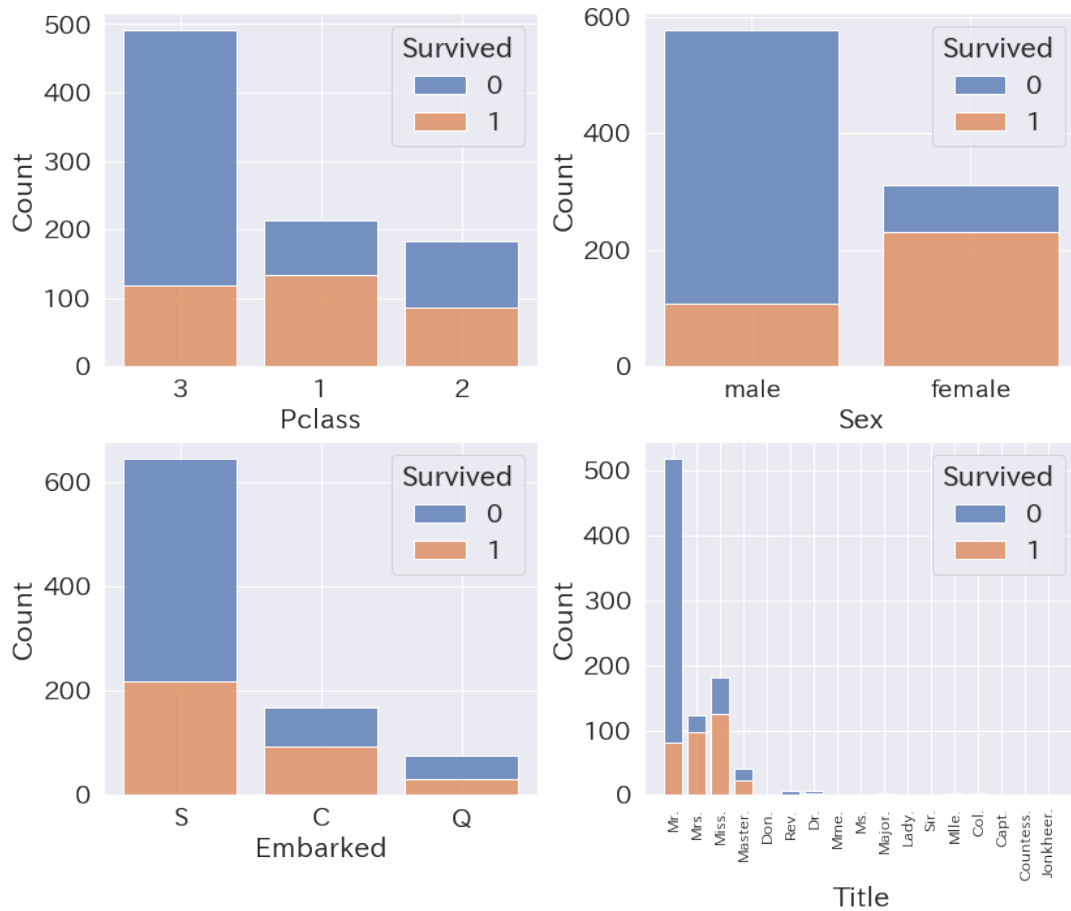 Survived
0
1
Count
500
400
300
200
100
0
3 1 2
Pclass
Survived
0
1
Count
600
400
200
0
male female
Sex
Survived
0
1
Count
600
400
200
0
S C Q
Embarked
Survived
0
1
Count
500
400
300
200
100
0
Mr. Mrs. Miss. Master. Don. Rev. Dr. Mme. Ms. Major. Lady. Sir. Mlle. Col. Capt. Countess. Jonkheer.
Title